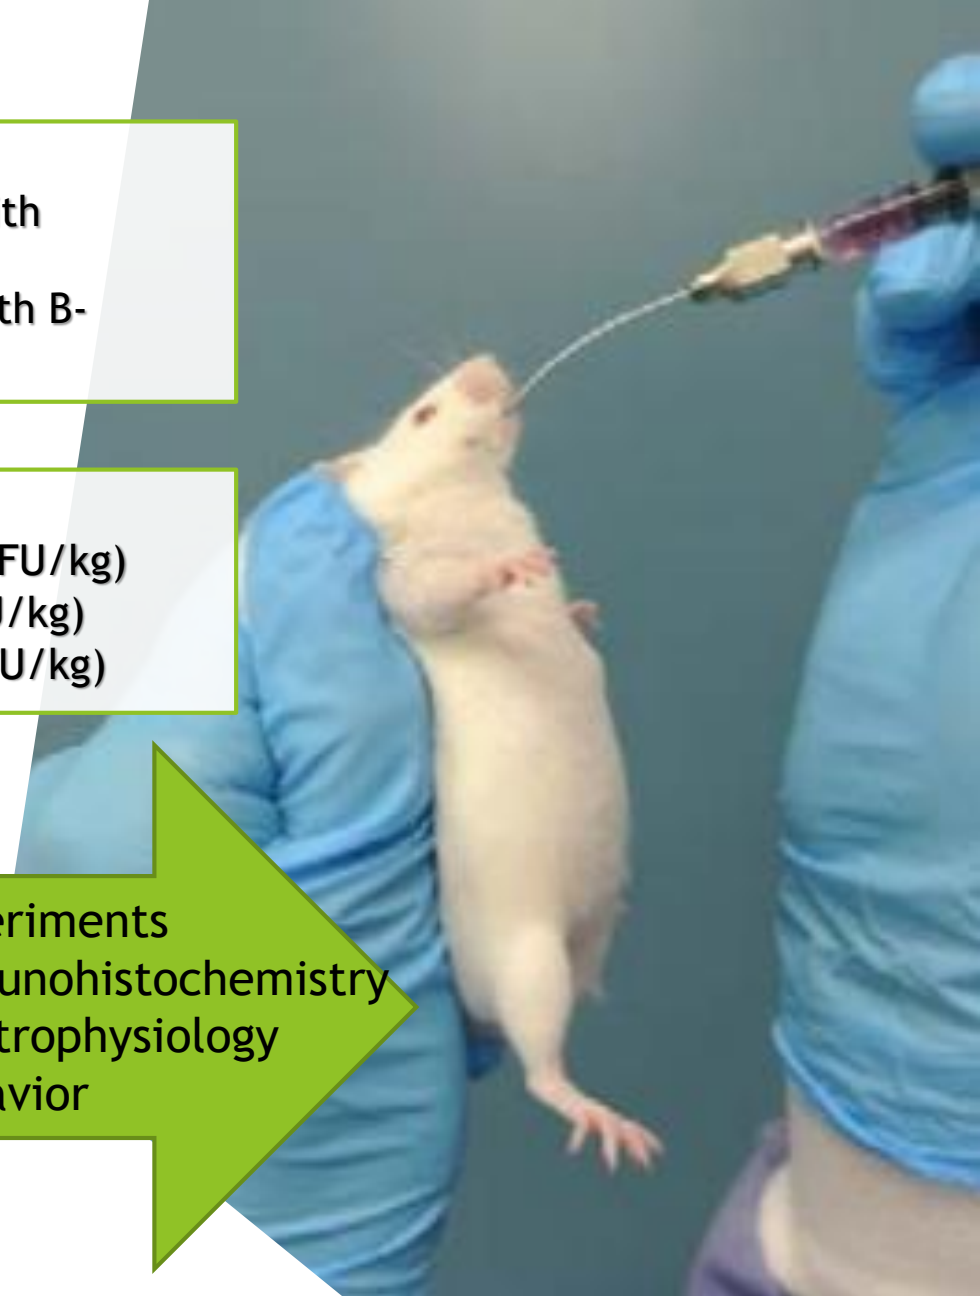 th
th B-
FU/kg)
J/kg)
U/kg)
eriments
unohistochemistry
trophysiology
avior